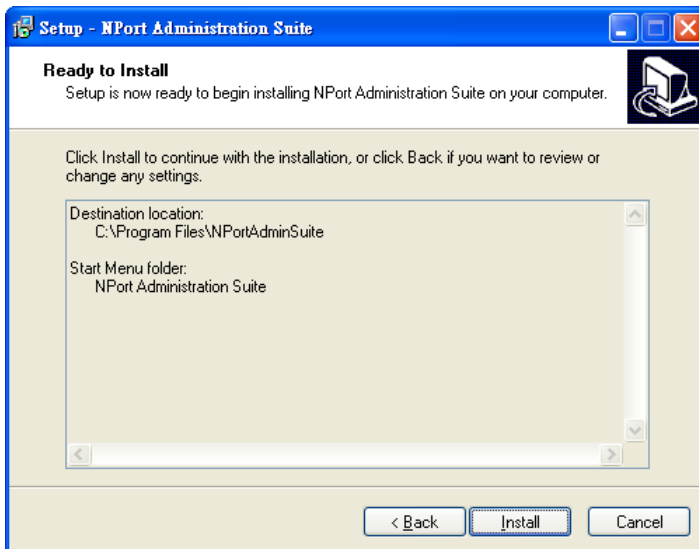 Setup - NPort Administration Suite
Ready to Install
Setup is now ready to begin installing NPort Administration Suite on your computer.
Click Install to continue with the installation, or click Back if you want to review or
change any settings.
Destination location:
C:\Program Files\NPortAdminSuite
Start Menu folder:
NPort Administration Suite
< Back
Install
Cancel